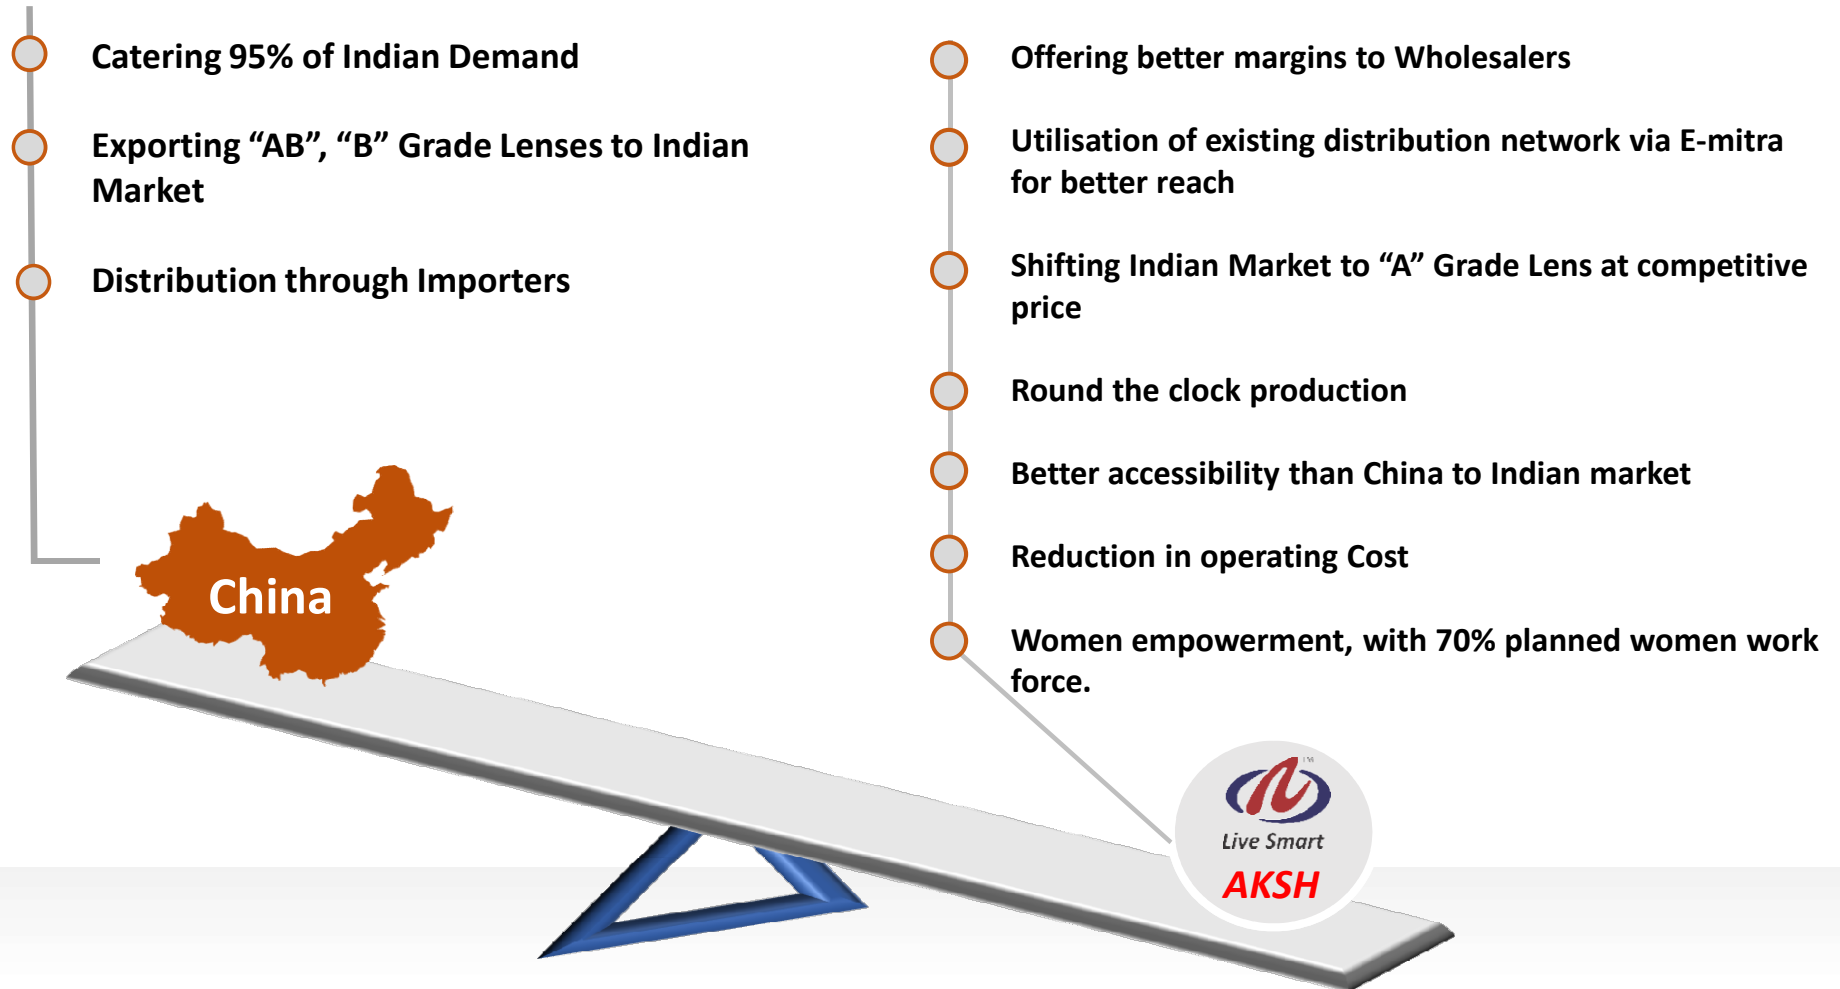 Catering 95% of Indian Demand
Exporting “AB”, “B” Grade Lenses to Indian
Market
Distribution through Importers
China
Offering better margins to Wholesalers
Utilisation of existing distribution network via E-mitra
for better reach
Shifting Indian Market to “A” Grade Lens at competitive
price
Round the clock production
Better accessibility than China to Indian market
Reduction in operating Cost
Women empowerment, with 70% planned women work
force.
TM
Live Smart
AKSH